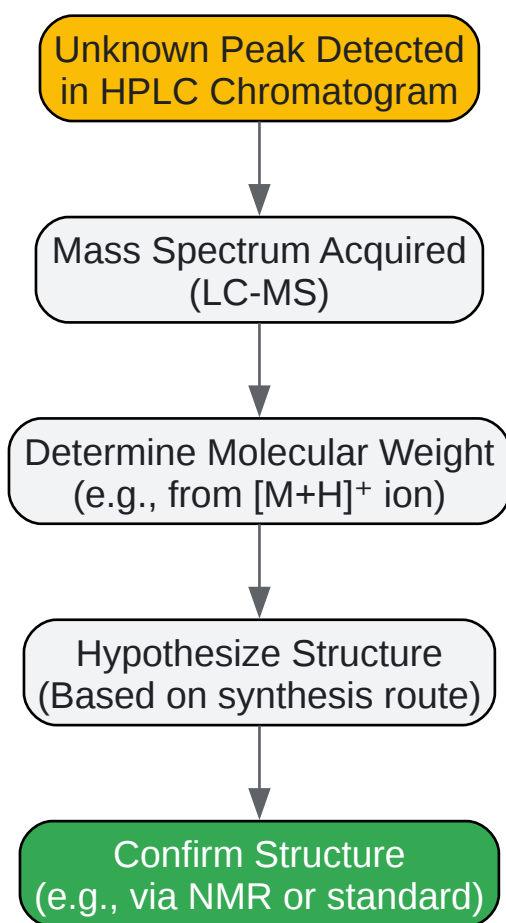 Unknown Peak Detected
in HPLC Chromatogram
Mass Spectrum Acquired
(LC-MS)
Determine Molecular Weight
(e.g., from [M+H]⁺ ion)
Hypothesize Structure
(Based on synthesis route)
Confirm Structure
(e.g., via NMR or standard)